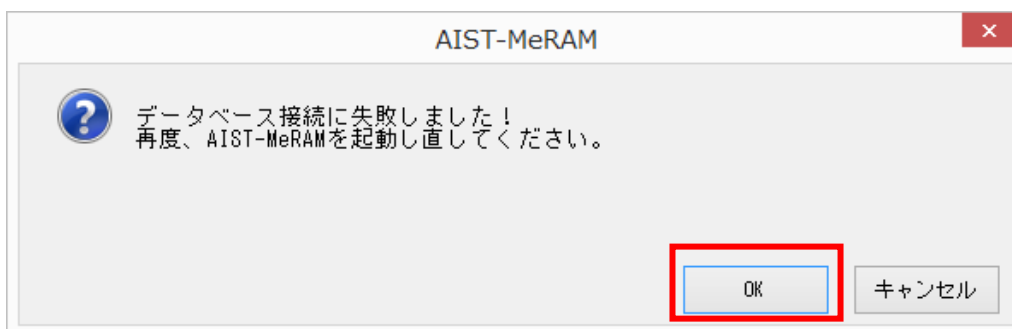 AIST-MeRAM
データベース接続に失敗しました!
再度、AIST-MeRAMを起動し直してください。
OK
キャンセル